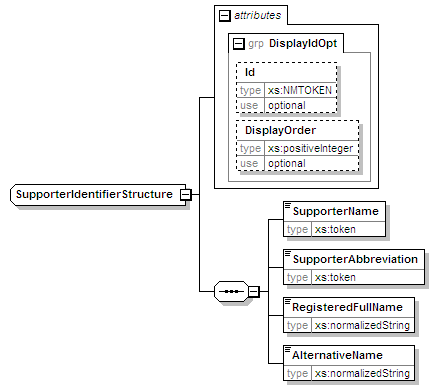 attributes
grp DisplayIdOpt
Id
type xs:NMTOKEN
use optional
DisplayOrder
type xs:positiveInteger
use optional
SupporterIdentifierStructure
SupporterName
type xs:token
SupporterAbbreviation
type xs:token
RegisteredFullName
type xs:normalizedString
AlternativeName
type xs:normalizedString